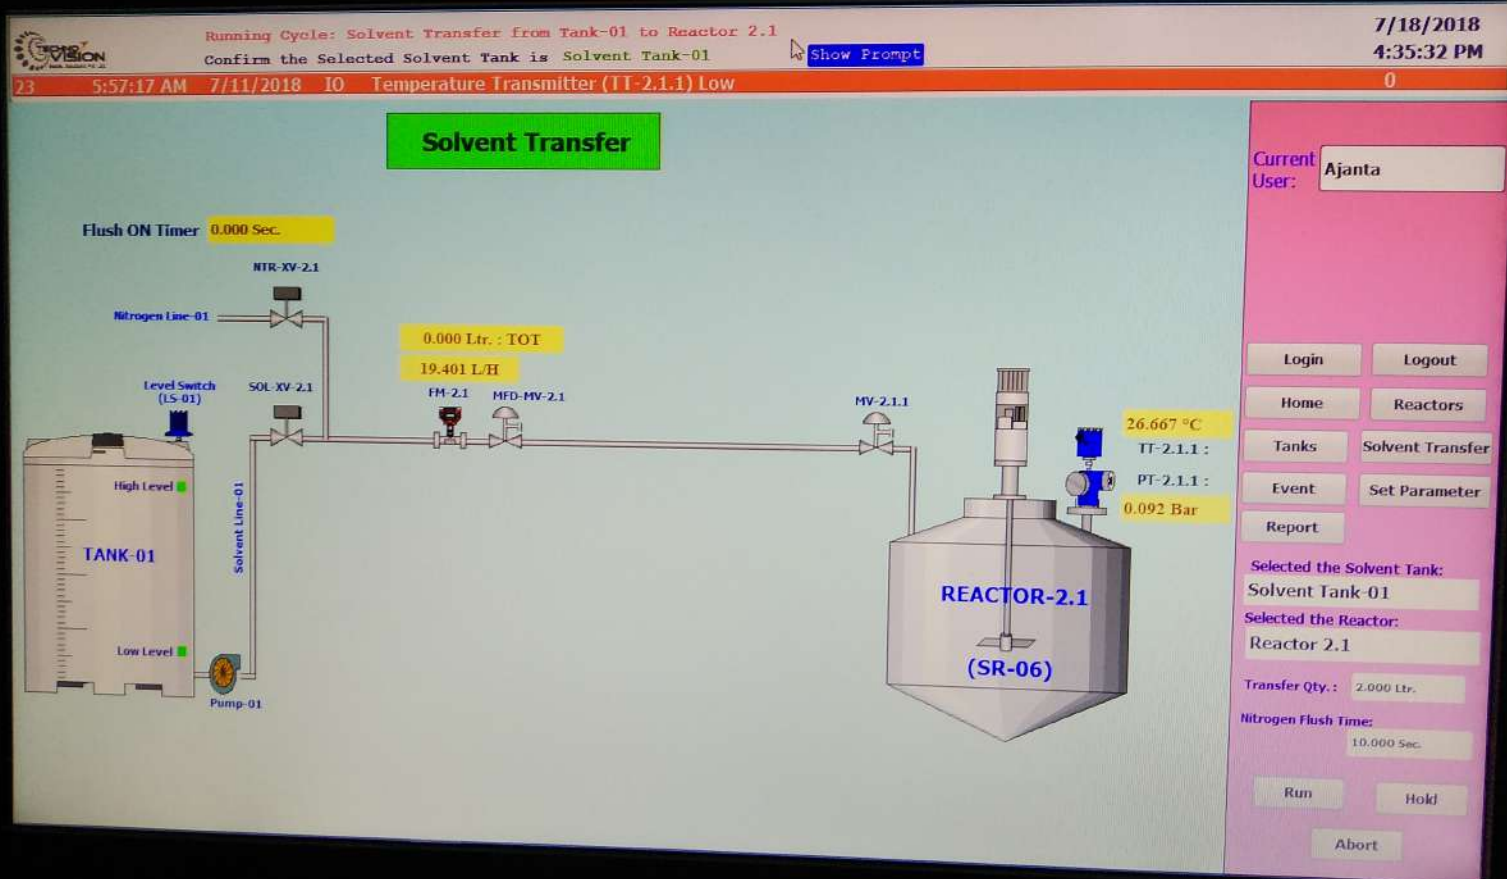 TECHNO VISION
Running Cycle: Solvent Transfer from Tank-01 to Reactor 2.1
Confirm the Selected Solvent Tank is Solvent Tank-01
Show Prompt
7/18/2018
4:35:32 PM
23 5:57:17 AM 7/11/2018 IO Temperature Transmitter (TT-2.1.1) Low 0
Solvent Transfer
Flush ON Timer 0.000 Sec.
NTR-XV-2.1
Nitrogen Line-01
0.000 Ltr. : TOT
19.401 L/H
Level Switch
(LS-01)
SOL-XV-2.1
FM-2.1
MFD-MV-2.1
MV-2.1.1
26.667 °C
TT-2.1.1 :
PT-2.1.1 :
0.092 Bar
High Level
TANK-01
Low Level
Solvent Line-01
Pump-01
REACTOR-2.1
(SR-06)
Current
User:
Ajanta
Login
Logout
Home
Reactors
Tanks
Solvent Transfer
Event
Set Parameter
Report
Selected the Solvent Tank:
Solvent Tank-01
Selected the Reactor:
Reactor 2.1
Transfer Qty. : 2.000 Ltr.
Nitrogen Flush Time:
10.000 Sec.
Run
Hold
Abort